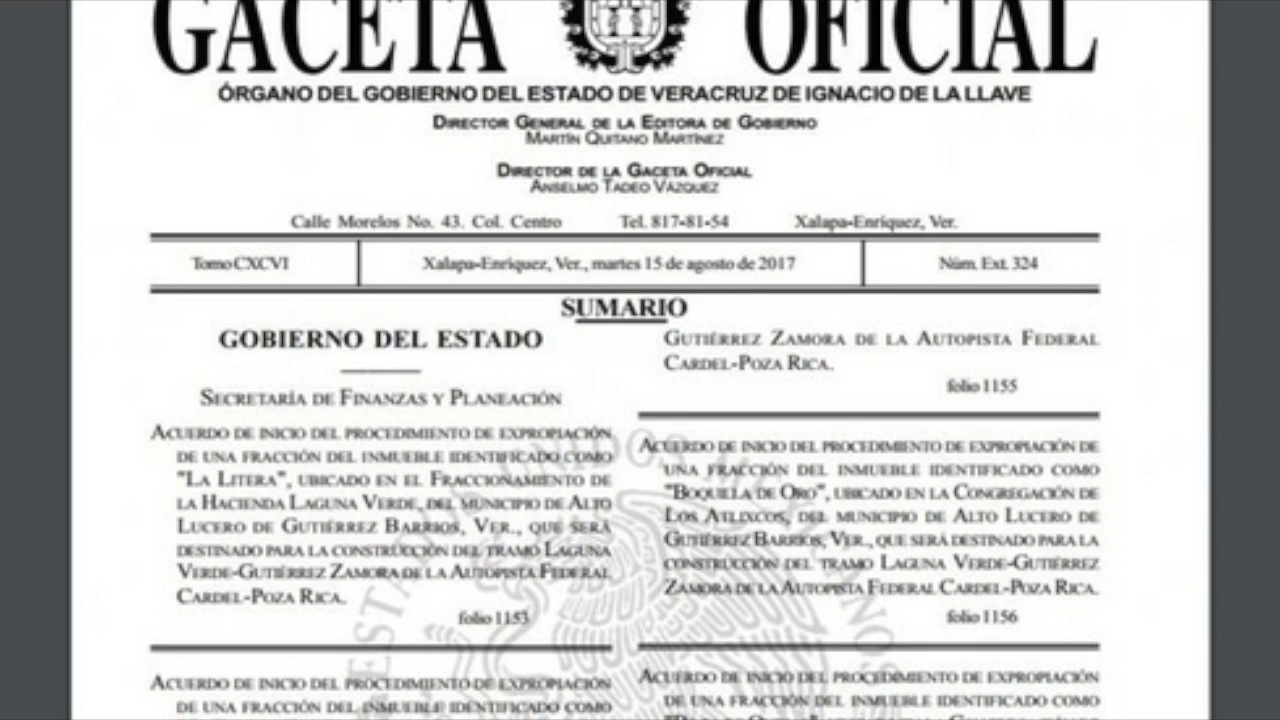 GACETA OFICIAL
ÓRGANO DEL GOBIERNO DEL ESTADO DE VERACRUZ DE IGNACIO DE LA LLAVE
DIRECTOR GENERAL DE LA EDITORA DE GOBIERNO
MARTÍN QUITANO MARTÍNEZ
DIRECTOR DE LA GACETA OFICIAL
ANSELMO TADEO VÁZQUEZ
Calle Morelos No. 43. Col. Centro Tel. 817-81-54 Xalapa-Enríquez, Ver.
Tomo CXCVI Xalapa-Enríquez, Ver., martes 15 de agosto de 2017 Núm. Ext. 324
SUMARIO
GOBIERNO DEL ESTADO
SECRETARÍA DE FINANZAS Y PLANEACIÓN
ACUERDO DE INICIO DEL PROCEDIMIENTO DE EXPROPIACIÓN
DE UNA FRACCIÓN DEL INMUEBLE IDENTIFICADO COMO
"LA LITERA", UBICADO EN EL FRACCIONAMIENTO DE
LA HACIENDA LAGUNA VERDE, DEL MUNICIPIO DE ALTO
LUCERO DE GUTIÉRREZ BARRIOS, VER., QUE SERÁ
DESTINADO PARA LA CONSTRUCCIÓN DEL TRAMO LAGUNA
VERDE-GUTIÉRREZ ZAMORA DE LA AUTOPISTA FEDERAL
CARDEL-POZA RICA.
folio 1153
ACUERDO DE INICIO DEL PROCEDIMIENTO DE EXPROPIACIÓN
DE UNA FRACCIÓN DEL INMUEBLE IDENTIFICADO COMO
GUTIÉRREZ ZAMORA DE LA AUTOPISTA FEDERAL
CARDEL-POZA RICA.
folio 1155
ACUERDO DE INICIO DEL PROCEDIMIENTO DE EXPROPIACIÓN DE
UNA FRACCIÓN DEL INMUEBLE IDENTIFICADO COMO
"BOQUILLA DE ORO", UBICADO EN LA CONGREGACIÓN DE
LOS ATLIXCOS, DEL MUNICIPIO DE ALTO LUCERO DE
GUTIÉRREZ BARRIOS, VER., QUE SERÁ DESTINADO PARA LA
CONSTRUCCIÓN DEL TRAMO LAGUNA VERDE-GUTIÉRREZ
ZAMORA DE LA AUTOPISTA FEDERAL CARDEL-POZA RICA.
folio 1156
ACUERDO DE INICIO DEL PROCEDIMIENTO DE EXPROPIACIÓN
DE UNA FRACCIÓN DEL INMUEBLE IDENTIFICADO COMO
ESTADOS UNIDOS MEXICANOS